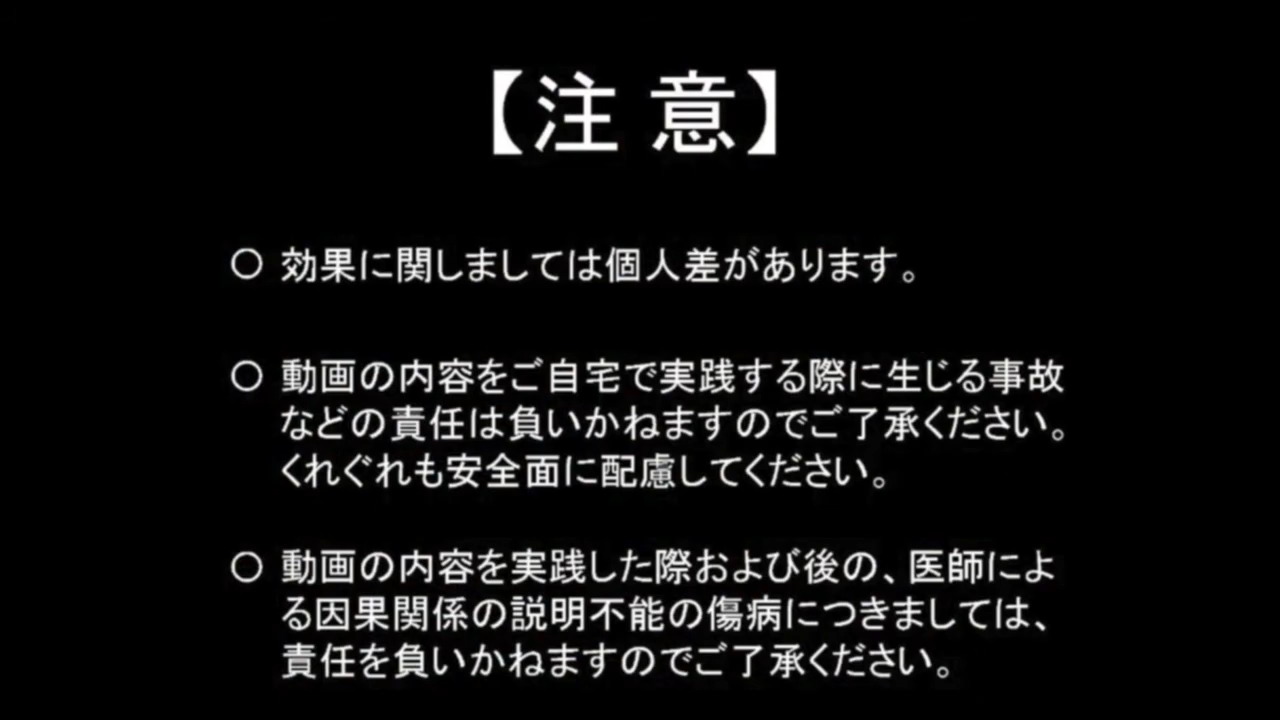 【注 意】
○ 効果に関しましては個人差があります。
○ 動画の内容をご自宅で実践する際に生じる事故
などの責任は負いかねますのでご了承ください。
くれぐれも安全面に配慮してください。
○ 動画の内容を実践した際および後の、医師によ
る因果関係の説明不能の傷病につきましては、
責任を負いかねますのでご了承ください。